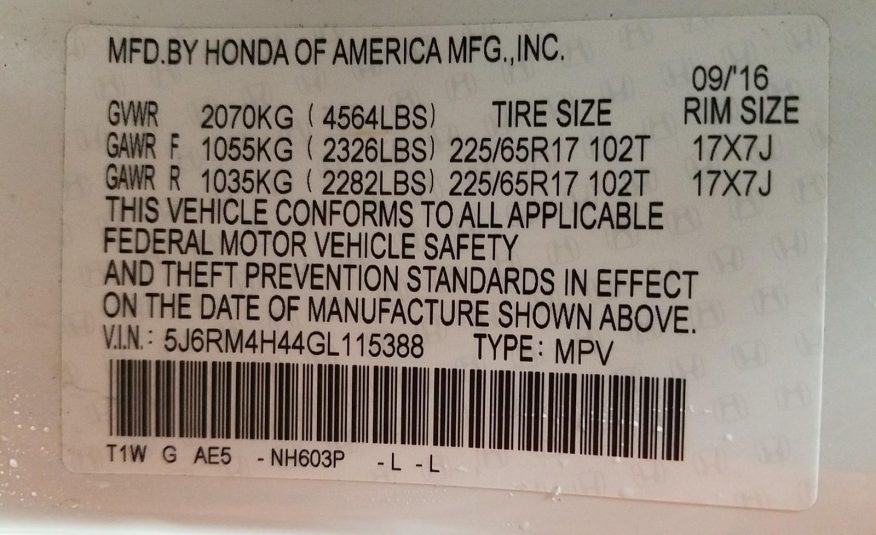 MFD.BY HONDA OF AMERICA MFG.,INC.
09/'16
GVWR 2070KG ( 4564LBS) TIRE SIZE RIM SIZE
GAWR F 1055KG ( 2326LBS) 225/65R17 102T 17X7J
GAWR R 1035KG ( 2282LBS) 225/65R17 102T 17X7J
THIS VEHICLE CONFORMS TO ALL APPLICABLE
FEDERAL MOTOR VEHICLE SAFETY
AND THEFT PREVENTION STANDARDS IN EFFECT
ON THE DATE OF MANUFACTURE SHOWN ABOVE.
V.I.N.: 5J6RM4H44GL115388 TYPE: MPV
T1W G AE5 - NH603P - L - L